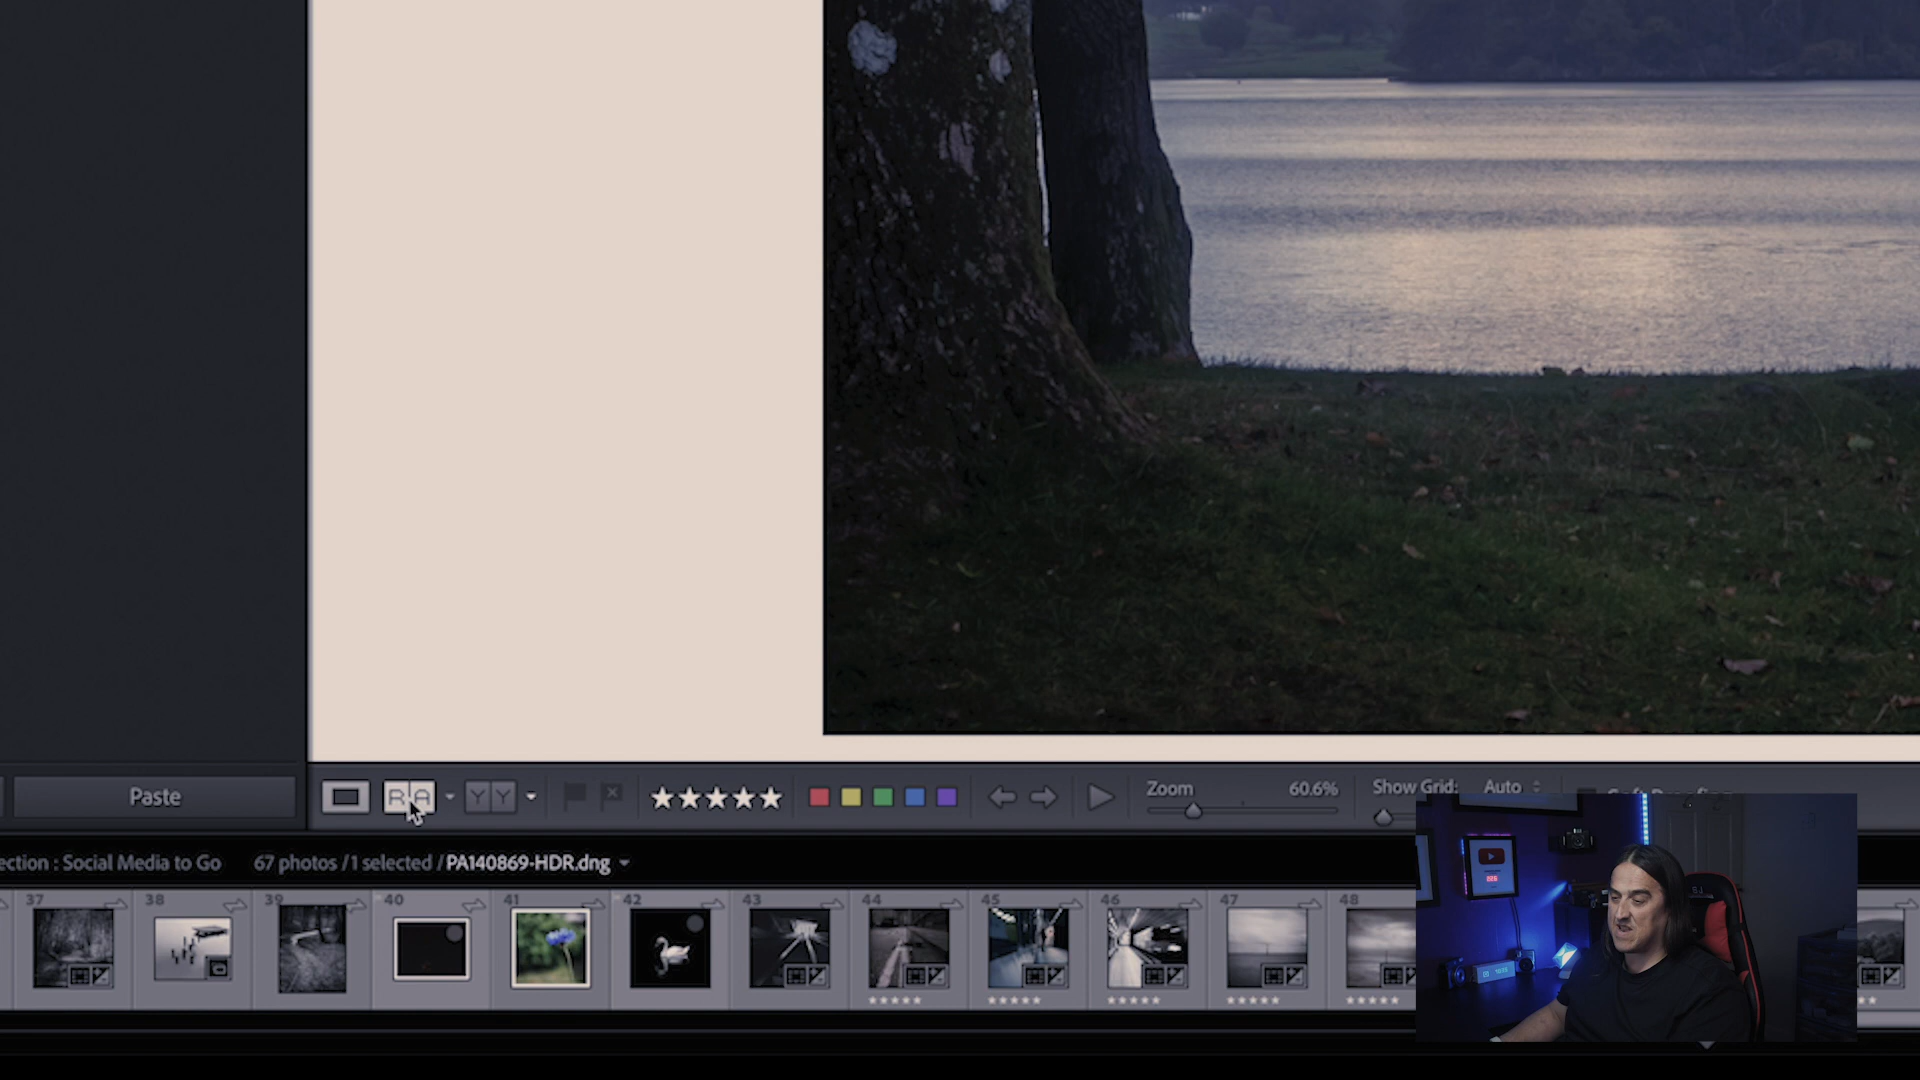 Paste
R A
Y Y
Zoom 60.6%
Show Grid: Auto
ection : Social Media to Go 67 photos / 1 selected / PA140869-HDR.dng
37 38 39 40 41 42 43 44 45 46 47 48